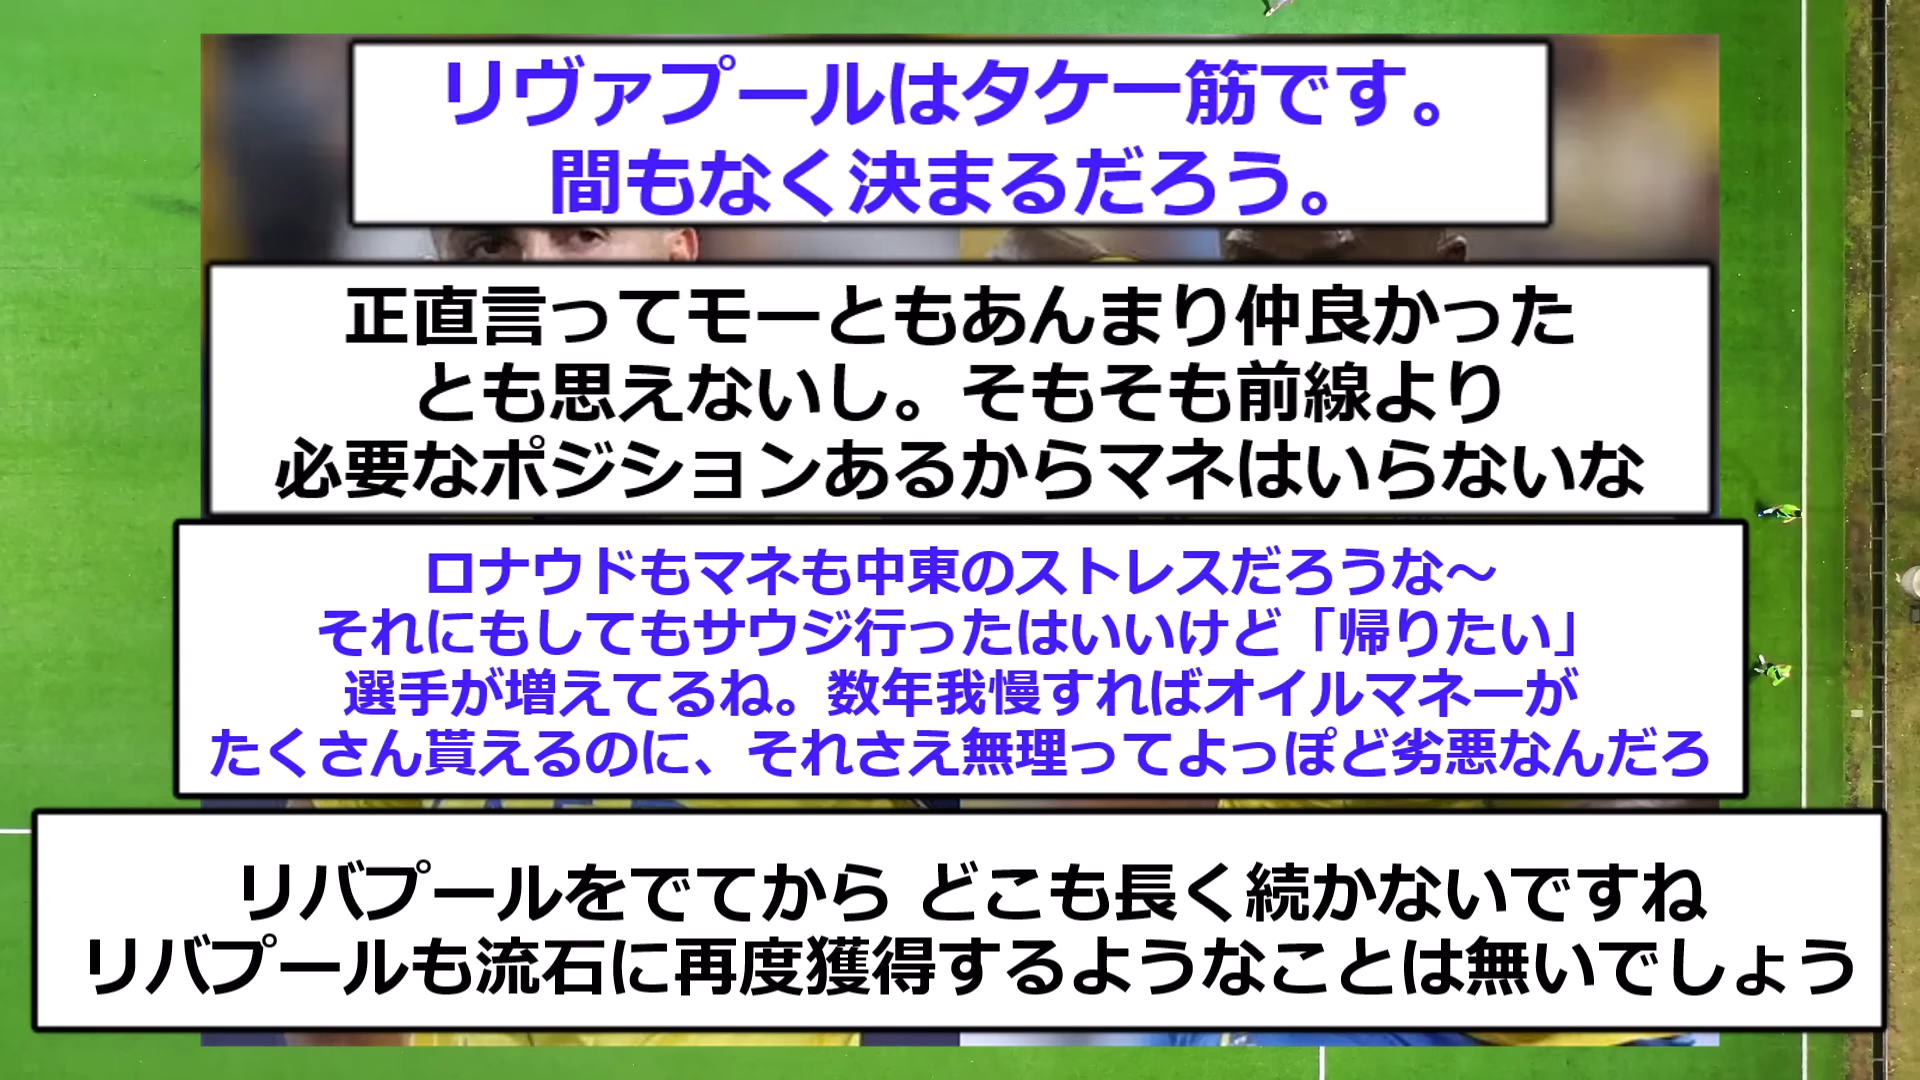 リヴァプールはタケ一筋です。
間もなく決まるだろう。
正直言ってモーともあんまり仲良かった
とも思えないし。そもそも前線より
必要なポジションあるからマネはいらないな
ロナウドもマネも中東のストレスだろうな～
それにもしてもサウジ行ったはいいけど「帰りたい」
選手が増えてるね。数年我慢すればオイルマネーが
たくさん貰えるのに、それさえ無理ってよっぽど劣悪なんだろ
リバプールをでてから どこも長く続かないですね
リバプールも流石に再度獲得するようなことは無いでしょう